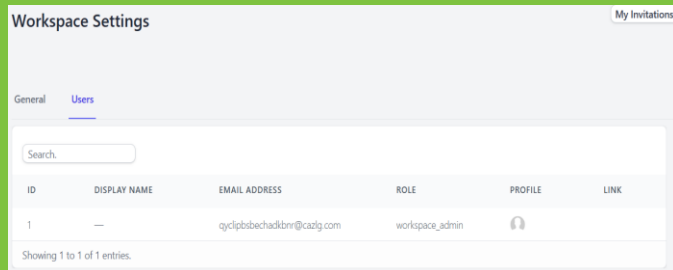 Workspace Settings
My Invitations
General Users
Search.
ID DISPLAY NAME EMAIL ADDRESS ROLE PROFILE LINK
1 — qyclipbsbechadkbnr@cazlg.com workspace_admin
Showing 1 to 1 of 1 entries.